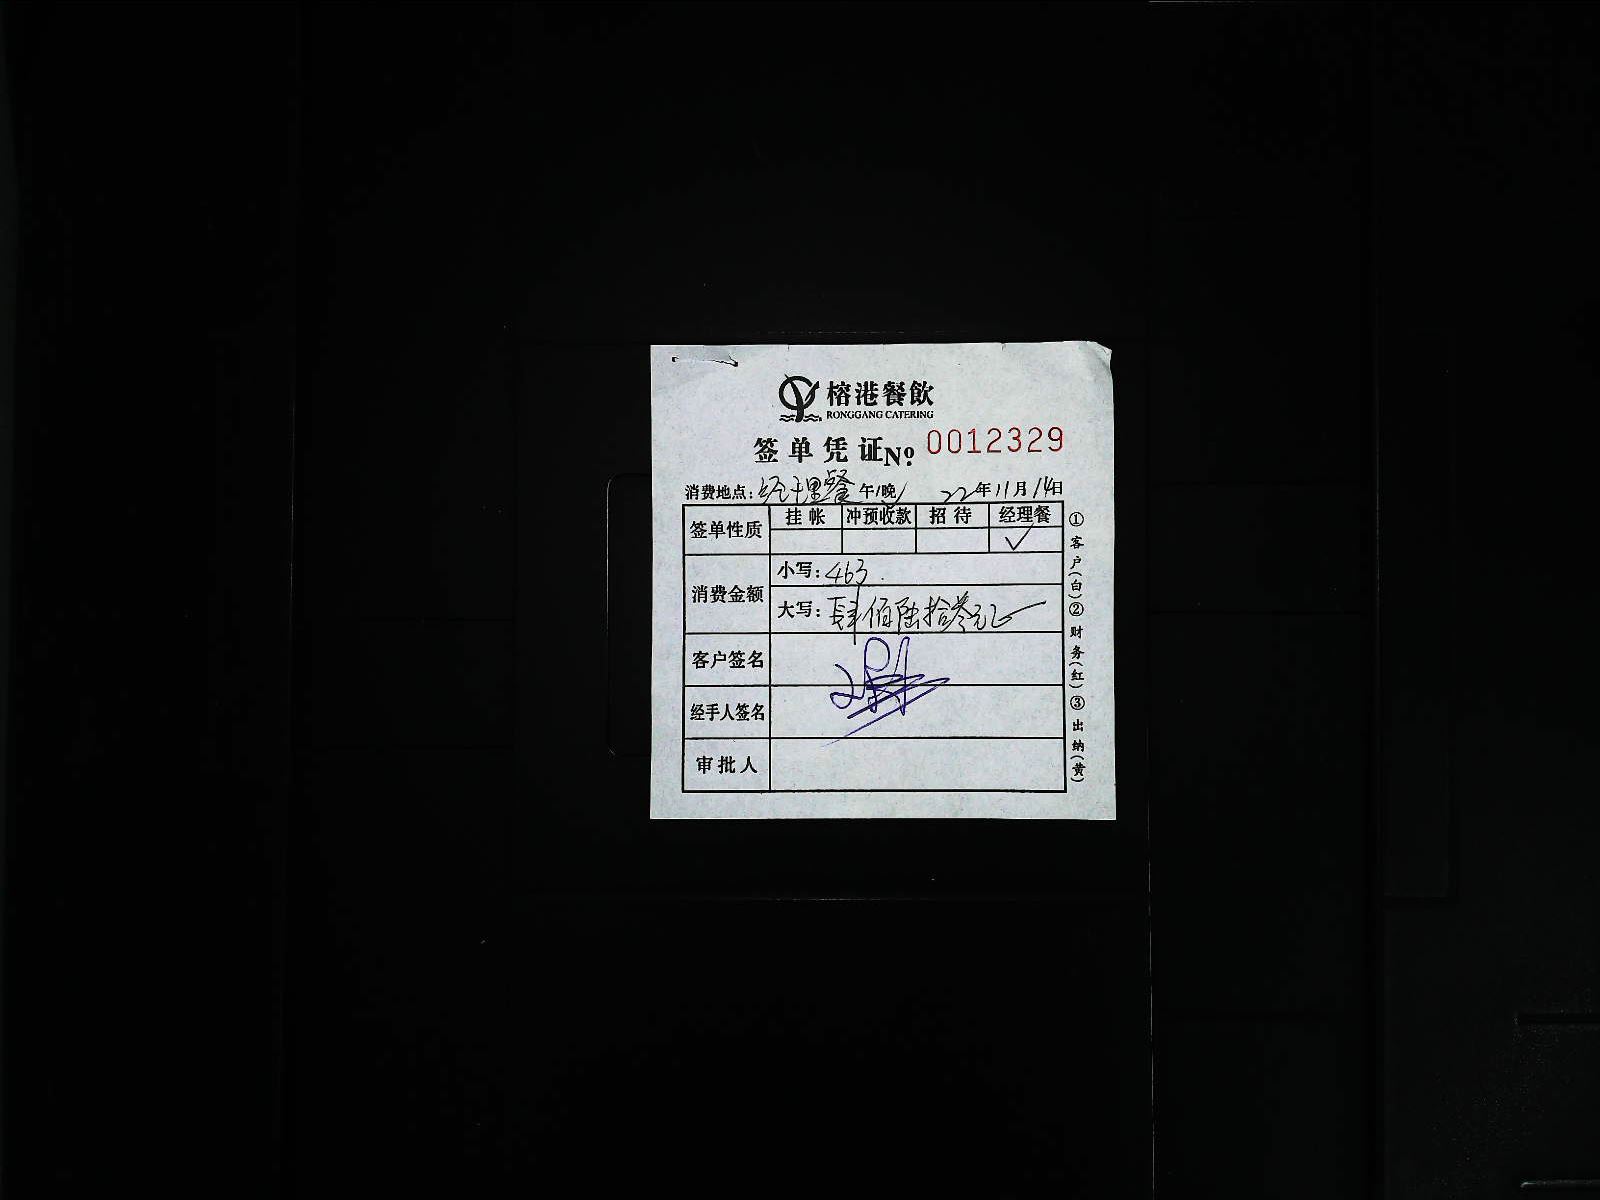 榕港餐飲
RONGGANG CATERING
签单凭证 No. 0012329
消费地点: 经理餐 午/晚 22年11月14日
签单性质 挂帐 冲预收款 招待 经理餐
✓
消费金额 小写: 463.
大写: 肆佰陆拾叁元正
客户签名
经手人签名
审批人
①客户(白)②财务(红)③出纳(黄)